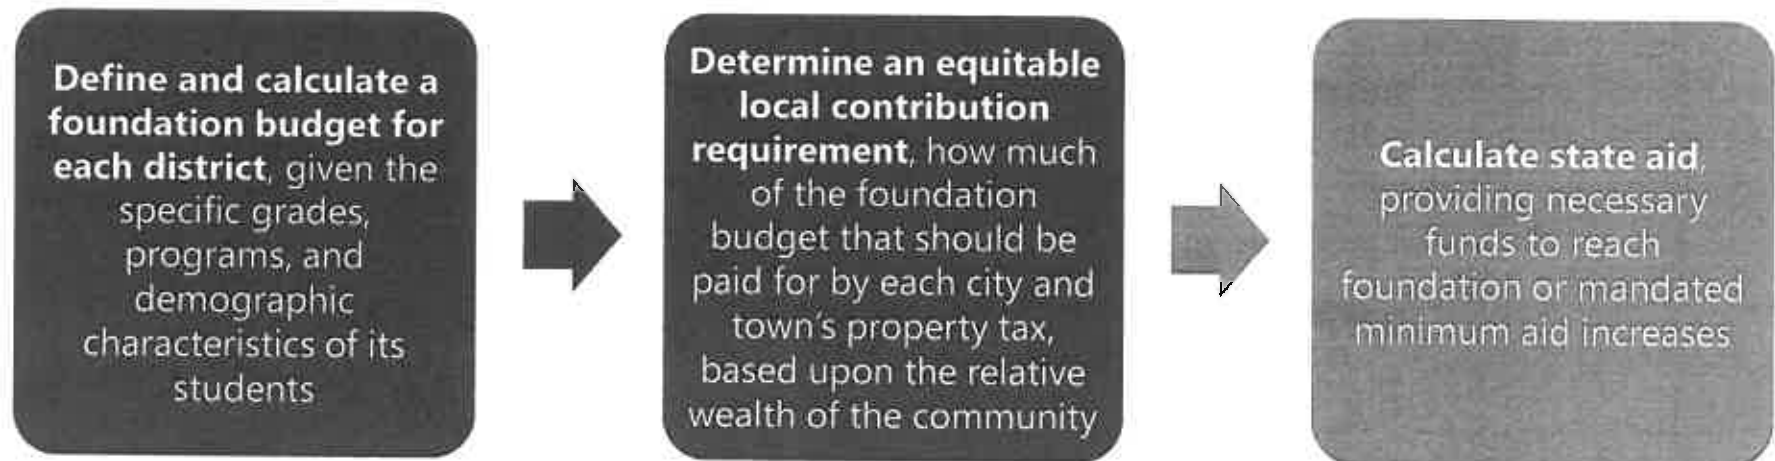 Define and calculate a
foundation budget for
each district, given the
specific grades,
programs, and
demographic
characteristics of its
students
Determine an equitable
local contribution
requirement, how much
of the foundation
budget that should be
paid for by each city and
town's property tax,
based upon the relative
wealth of the community
Calculate state aid,
providing necessary
funds to reach
foundation or mandated
minimum aid increases